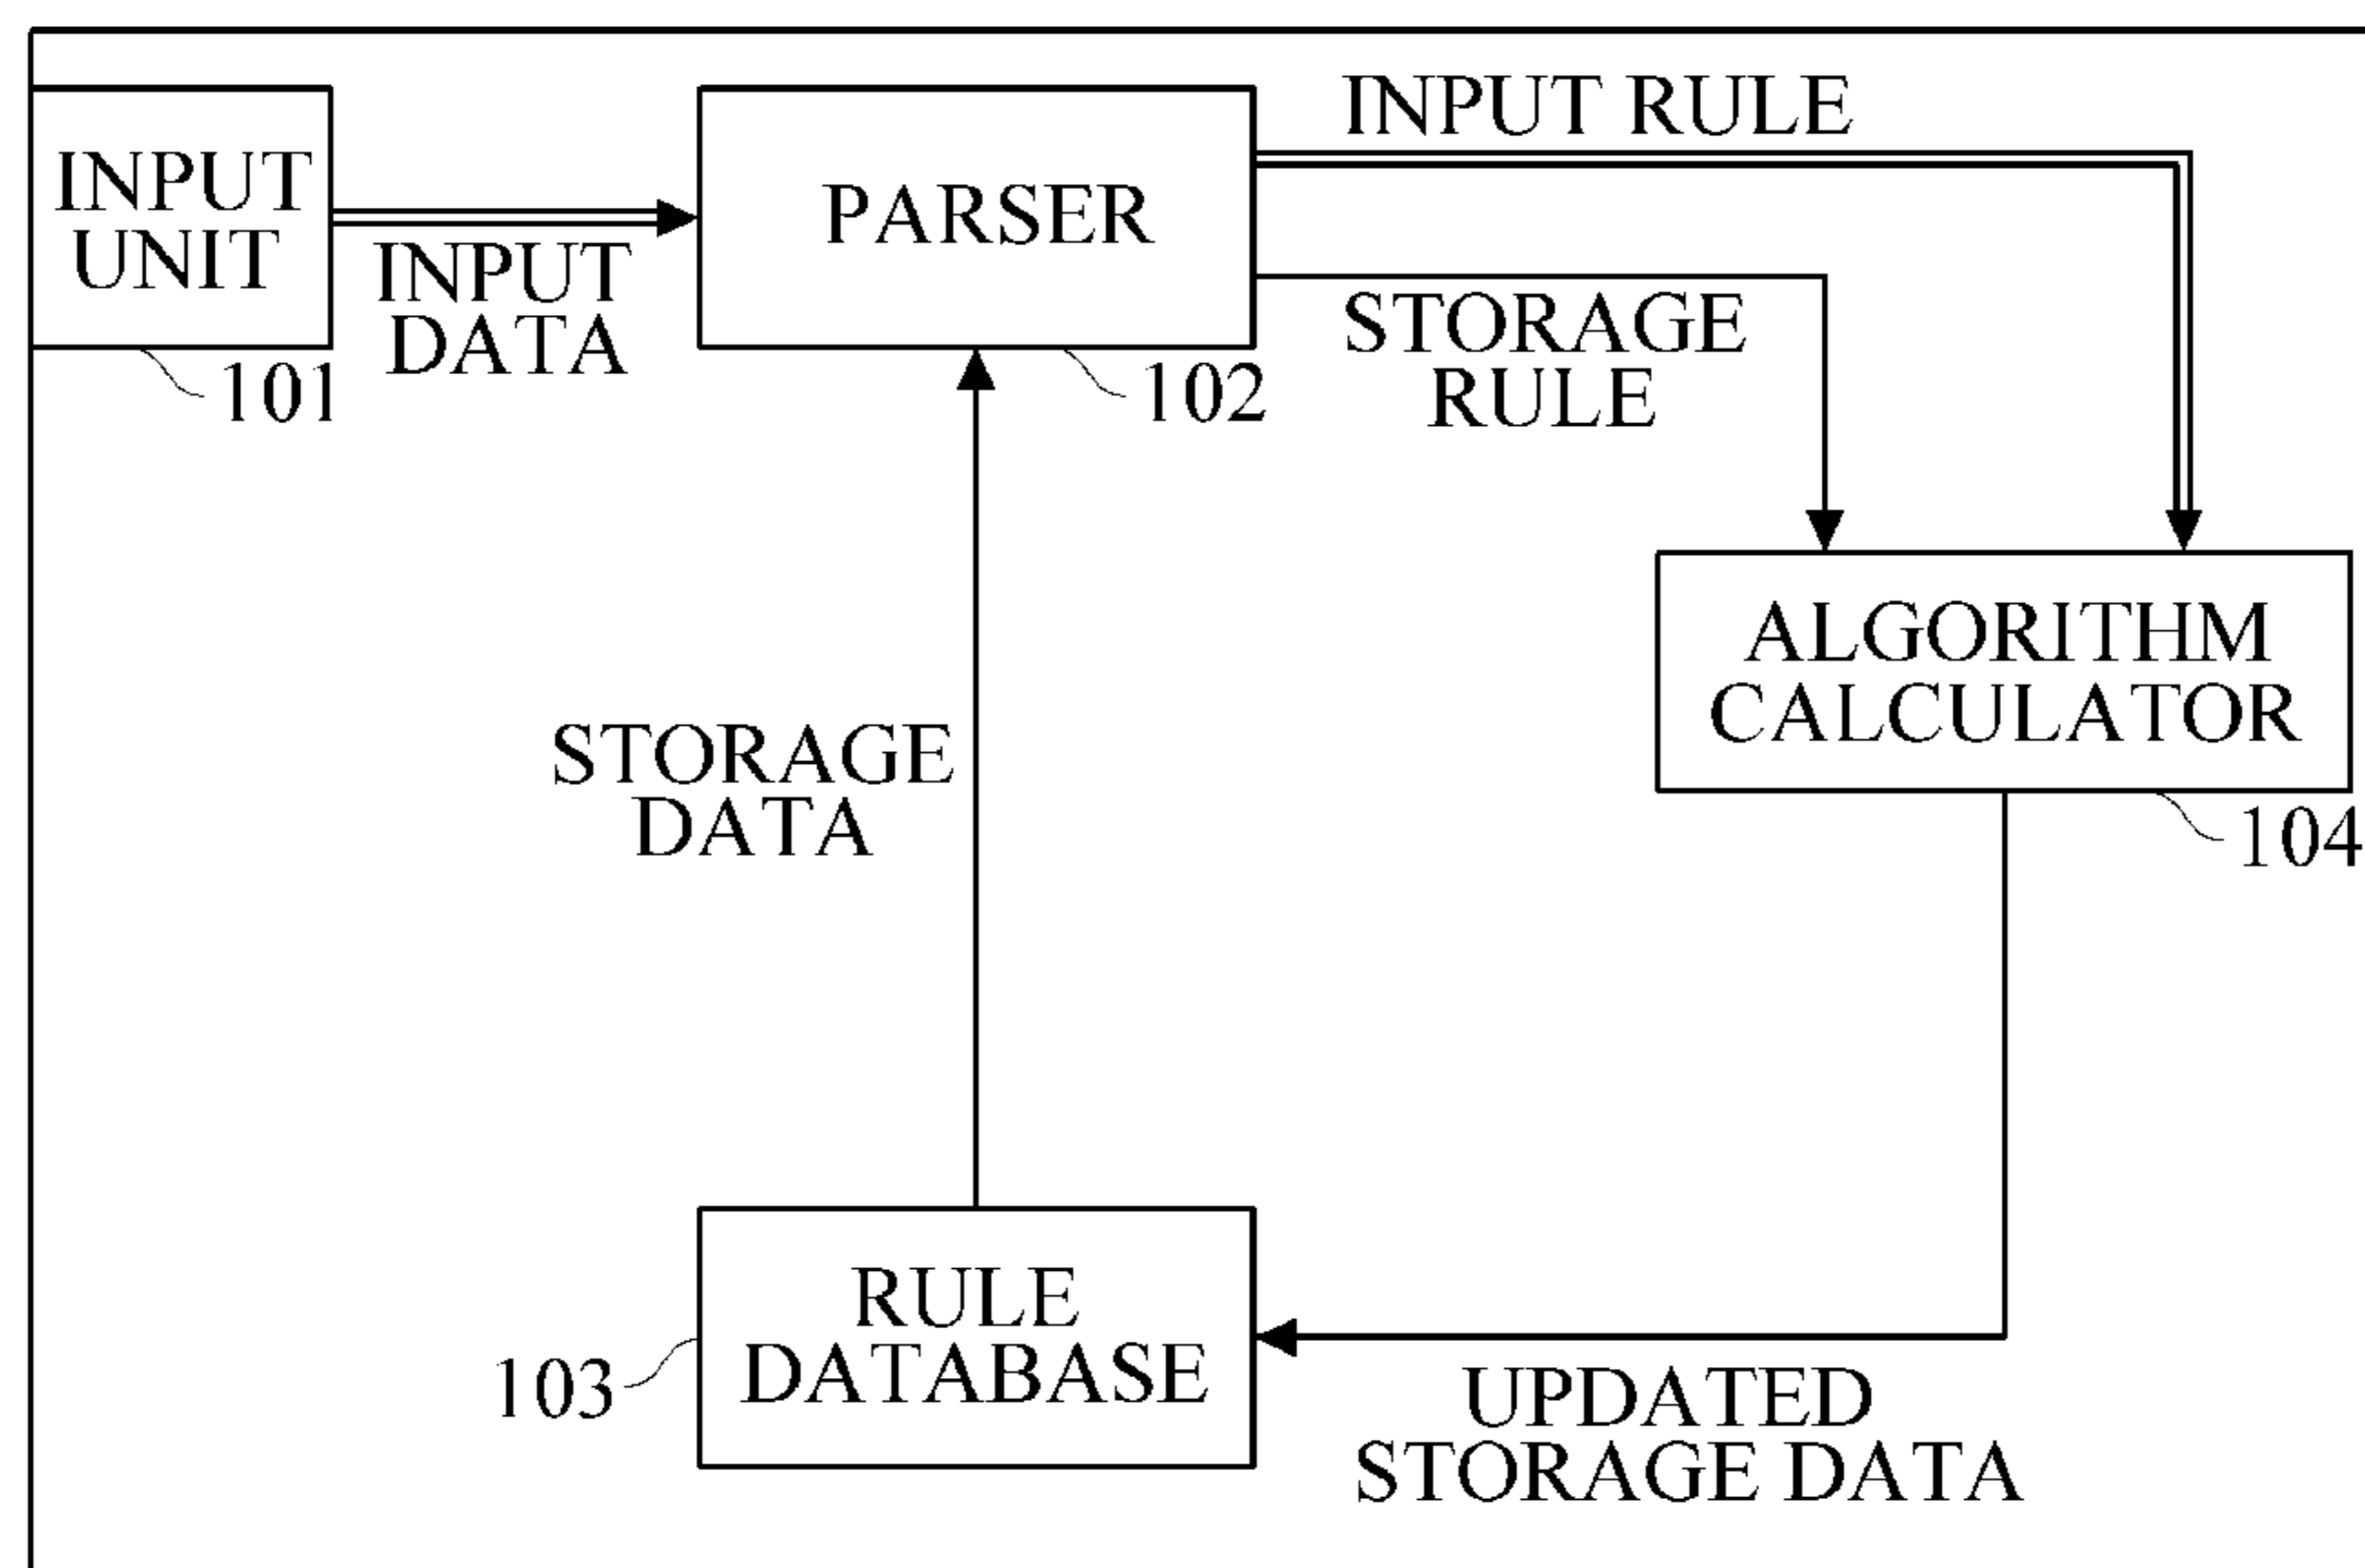 INPUT
UNIT
101
INPUT
DATA
PARSER
102
INPUT RULE
STORAGE
RULE
ALGORITHM
CALCULATOR
104
STORAGE
DATA
RULE
DATABASE
103
UPDATED
STORAGE DATA